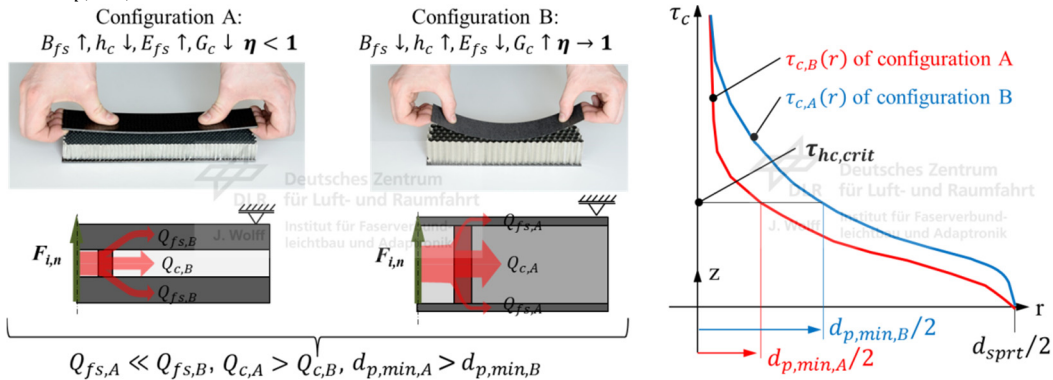 Configuration A:
B_fs ↑, h_c ↓, E_fs ↑, G_c ↓ η < 1
Configuration B:
B_fs ↓, h_c ↑, E_fs ↓, G_c ↑ η → 1
DLR
Deutsches Zentrum
für Luft- und Raumfahrt
J. Wolff
Institut für Faserverbund-
leichtbau und Adaptronik
F_i,n
Q_fs,B
Q_c,B
Q_fs,B
F_i,n
Q_fs,A
Q_c,A
Q_fs,A
Q_fs,A ≪ Q_fs,B, Q_c,A > Q_c,B, d_p,min,A > d_p,min,B
τ_c
τ_c,B(r) of configuration A
τ_c,A(r) of configuration B
τ_hc,crit
DLR
Deutsches Zentrum
für Luft- und Raumfahrt
J. Wolff
Institut für Faserverbund-
leichtbau und Adaptronik
z
r
d_p,min,B/2
d_sprt/2
d_p,min,A/2